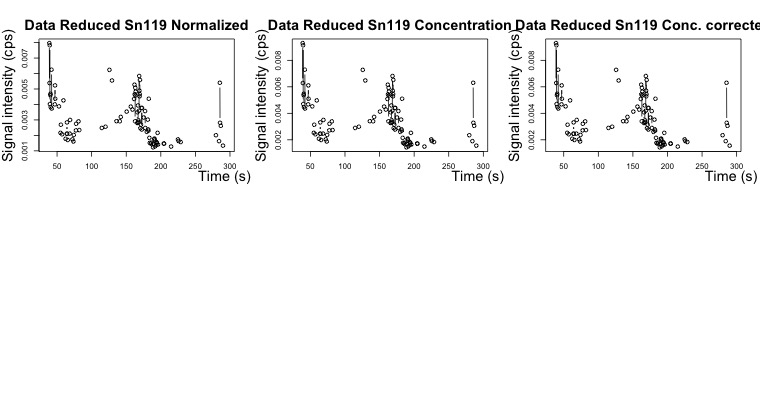 Data Reduced Sn119 Normalized
Signal intensity (cps)
0.007
0.005
0.003
0.001
50 100 150 200 250 300
Time (s)
Data Reduced Sn119 Concentration
Signal intensity (cps)
0.008
0.006
0.004
0.002
50 100 150 200 250 300
Time (s)
Data Reduced Sn119 Conc. correcte
Signal intensity (cps)
0.008
0.006
0.004
0.002
50 100 150 200 250 300
Time (s)